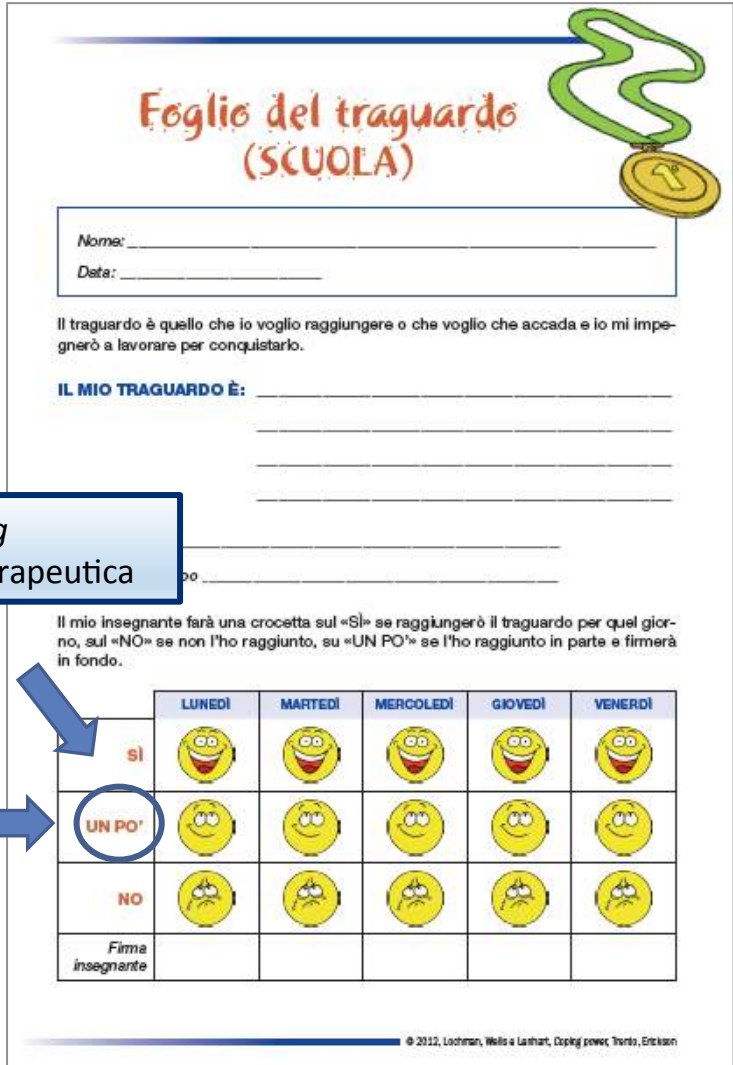 Foglio del traguardo
(SCUOLA)
1°
Nome:
Data:
Il traguardo è quello che io voglio raggiungere o che voglio che accada e io mi impe-
gnerò a lavorare per conquistarlo.
IL MIO TRAGUARDO È:
g
rapeutica
po
Il mio insegnante farà una crocetta sul «SÌ» se raggiungerò il traguardo per quel gior-
no, sul «NO» se non l'ho raggiunto, su «UN PO'» se l'ho raggiunto in parte e firmerà
in fondo.
LUNEDÌ MARTEDÌ MERCOLEDÌ GIOVEDÌ VENERDÌ
SÌ
UN PO'
NO
Firma
insegnante
© 2012, Lochman, Wells e Lenhart, Coping power, Trento, Erickson